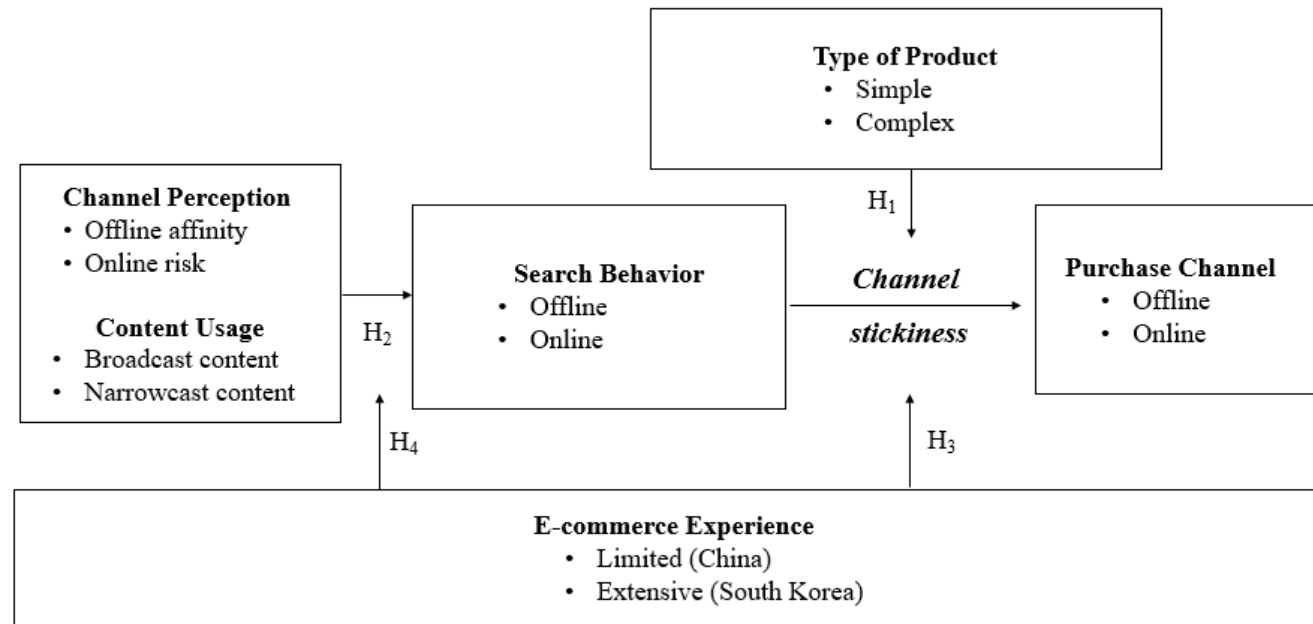 Type of Product
• Simple
• Complex
H₁
Channel Perception
• Offline affinity
• Online risk
Content Usage
• Broadcast content
• Narrowcast content
H₂
Search Behavior
• Offline
• Online
Channel
stickiness
Purchase Channel
• Offline
• Online
H₄
H₃
E-commerce Experience
• Limited (China)
• Extensive (South Korea)